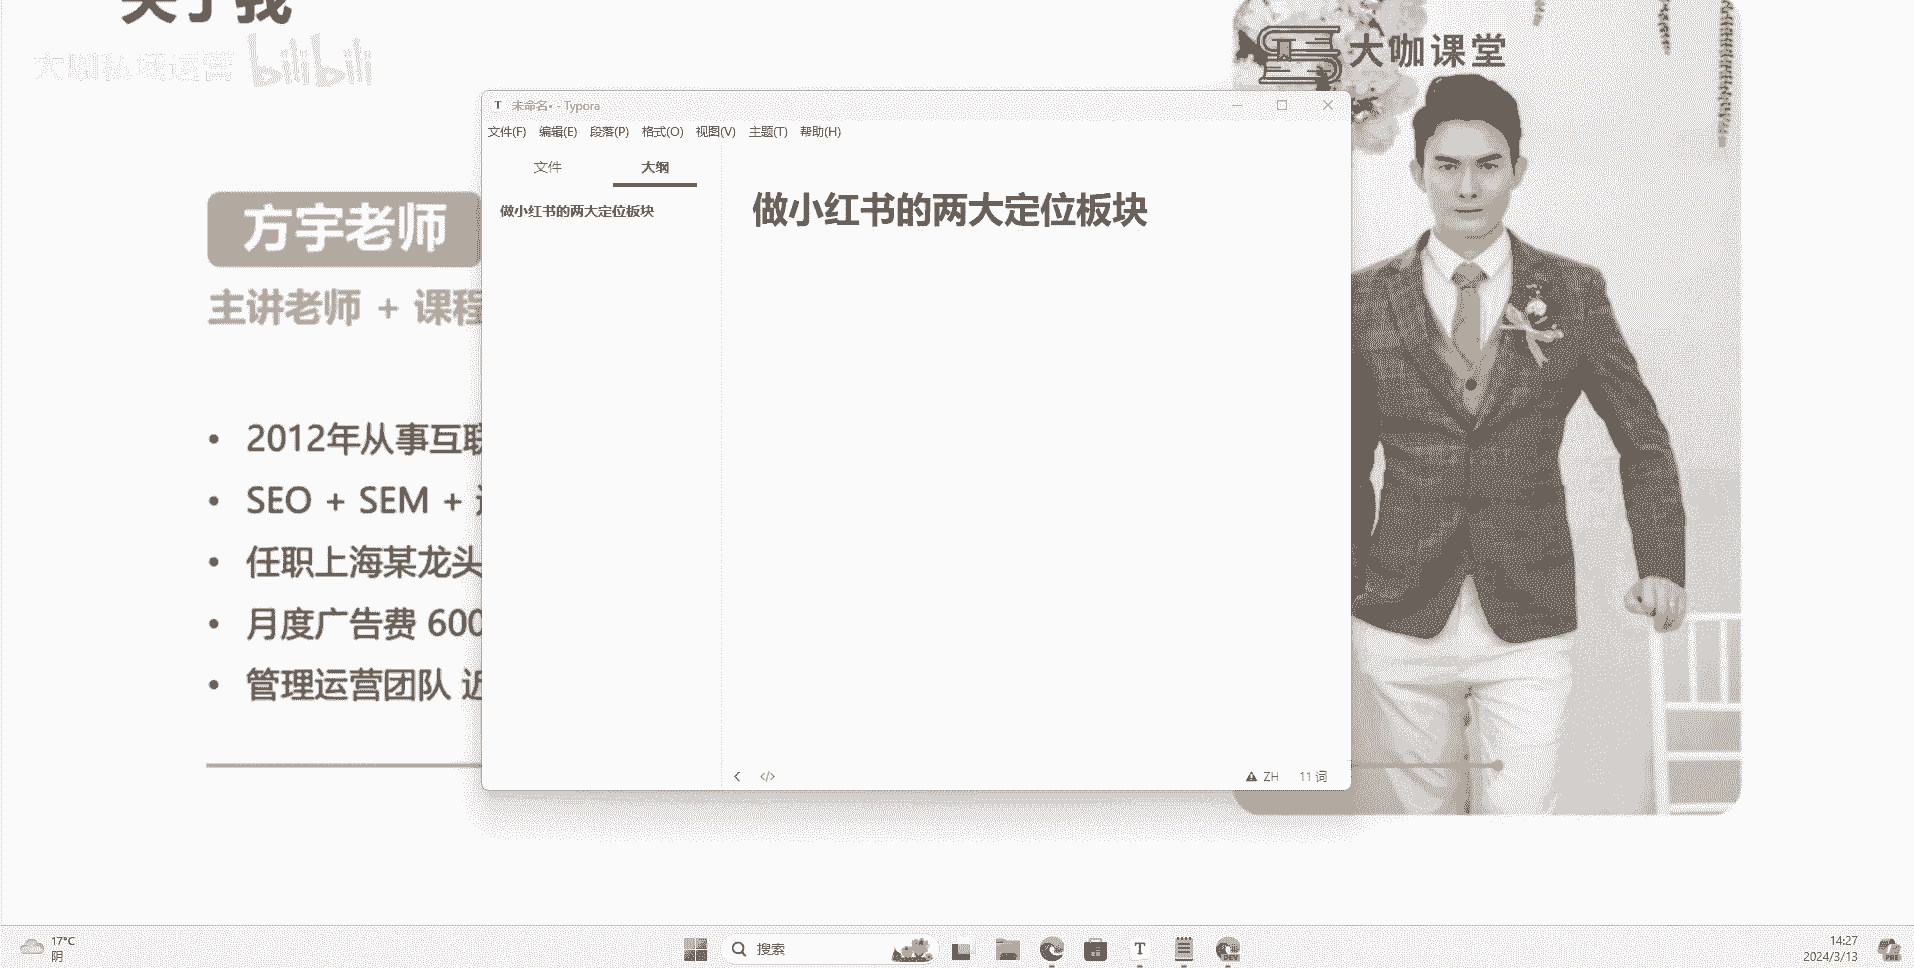 关于我
大咖私域运营 bilibili
大咖课堂
未命名• - Typora
文件(F) 编辑(E) 段落(P) 格式(O) 视图(V) 主题(T) 帮助(H)
文件 大纲
做小红书的两大定位板块
做小红书的两大定位板块
方宇老师
主讲老师 + 课程
2012年从事互联
SEO + SEM +
任职上海某龙头
月度广告费 600
管理运营团队 近
</> ZH 11 词
17°C
阴
搜索
T
DEV
14:27
2024/3/13
PRE